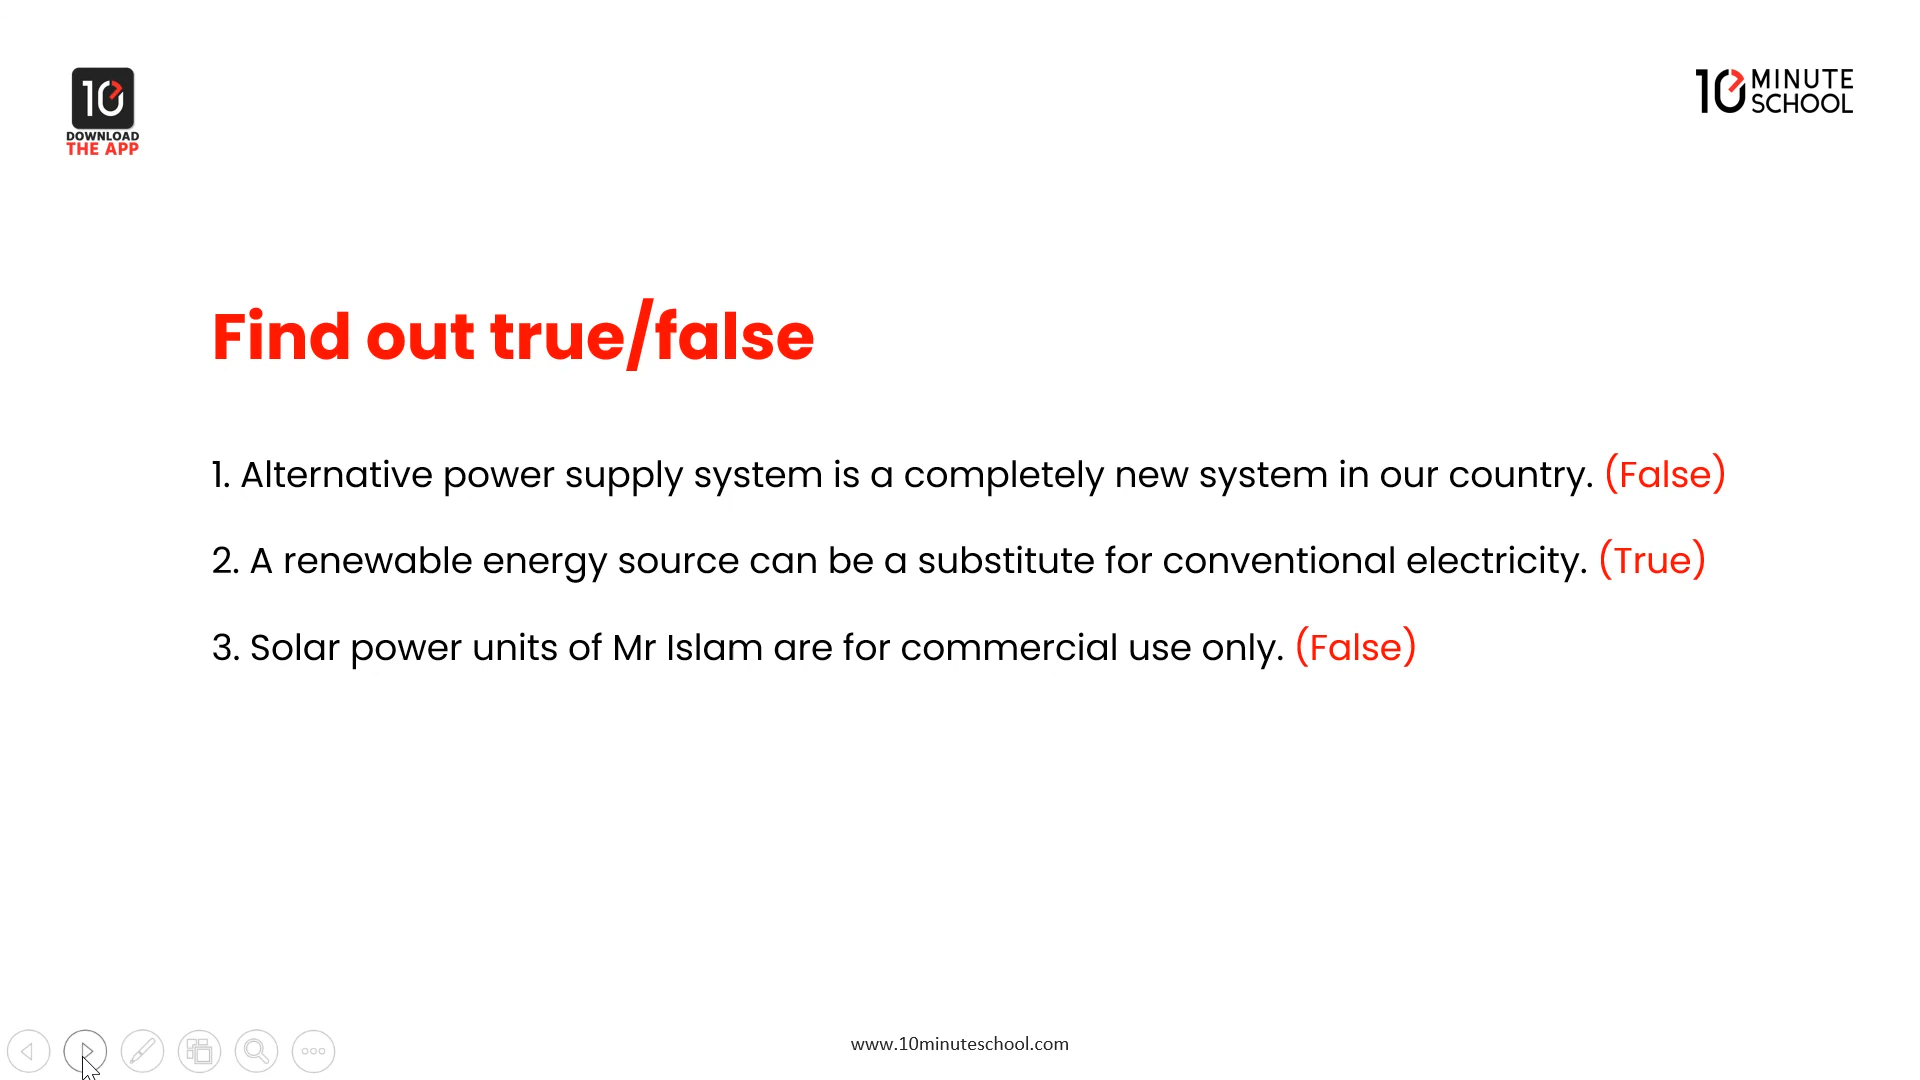 10
DOWNLOAD
THE APP
10 MINUTE
SCHOOL
Find out true/false
1. Alternative power supply system is a completely new system in our country. (False)
2. A renewable energy source can be a substitute for conventional electricity. (True)
3. Solar power units of Mr Islam are for commercial use only. (False)
www.10minuteschool.com